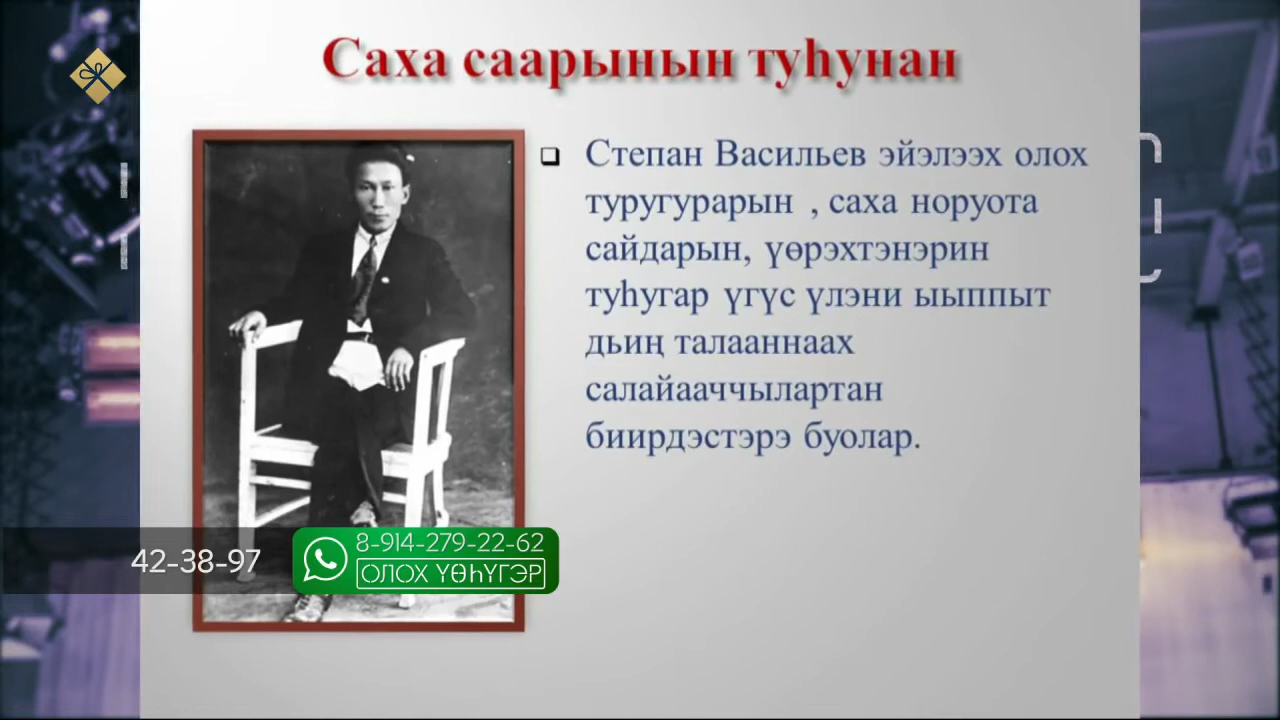 Саха саарынын туһунан
Степан Васильев эйэлээх олох
туругурарын , саха норуота
сайдарын, үөрэхтэнэрин
туһугар үгүс үлэни ыыппыт
дьиҥ талааннаах
салайааччылартан
биирдэстэрэ буолар.
42-38-97
8-914-279-22-62
ОЛОХ ҮӨҺҮГЭР